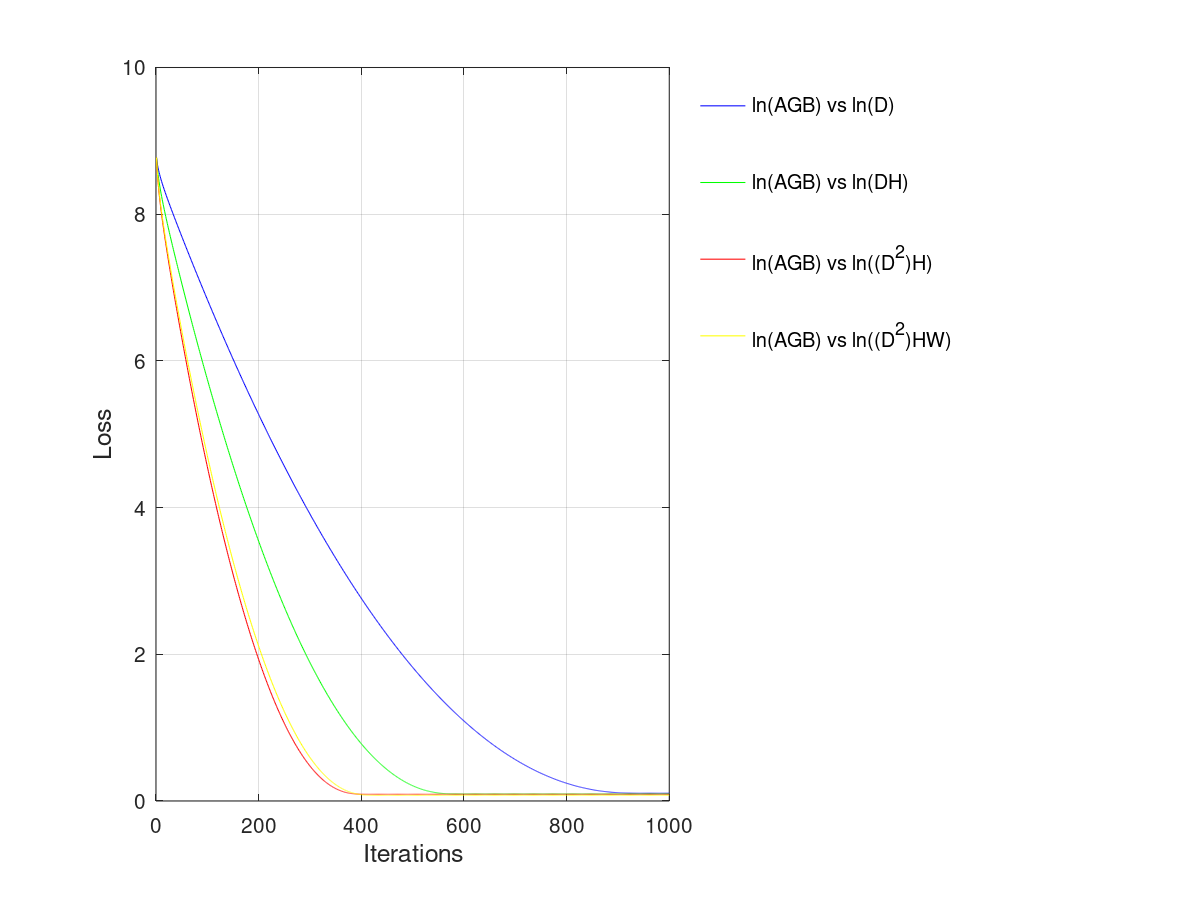 10
8
6
4
2
0
Loss
0 200 400 600 800 1000
Iterations
ln(AGB) vs ln(D)
ln(AGB) vs ln(DH)
ln(AGB) vs ln((D²)H)
ln(AGB) vs ln((D²)HW)